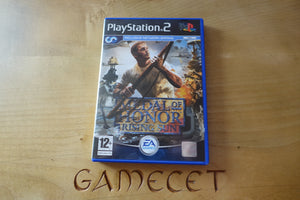 PlayStation 2
MEDAL OF
HONOR
RISING SUN
12+
EA
GAMECET